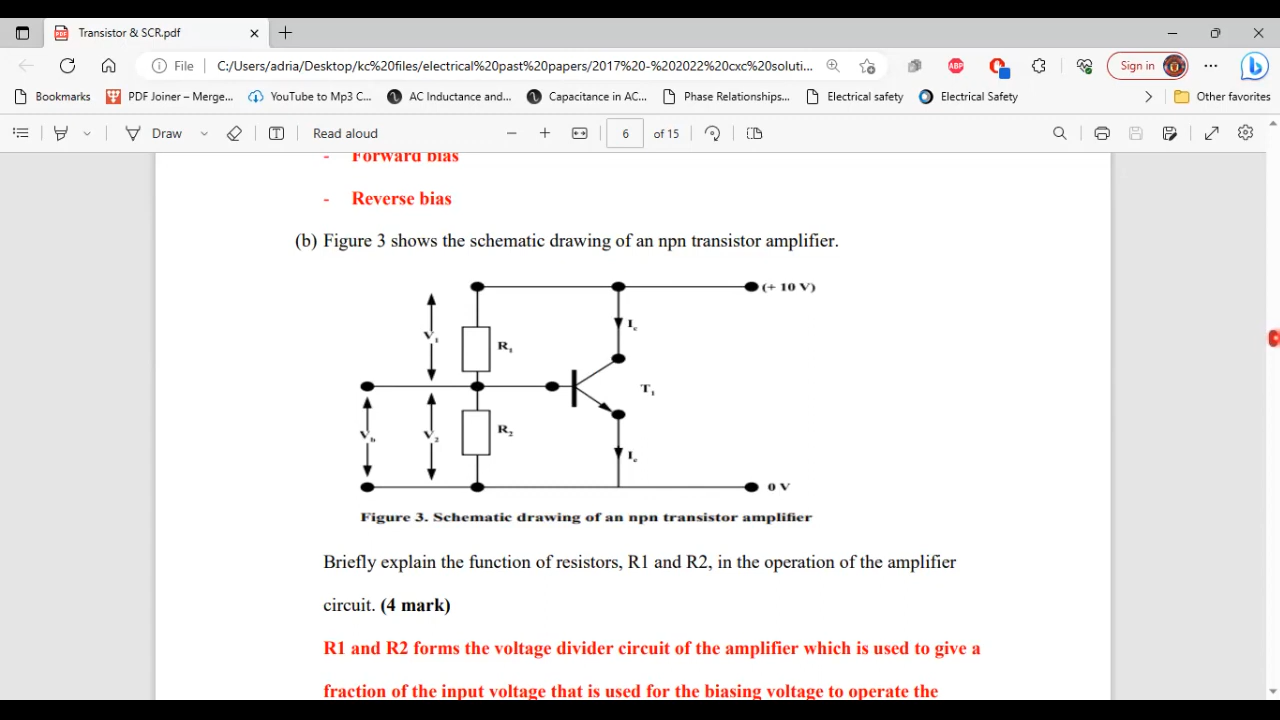 Transistor & SCR.pdf
File
C:/Users/adria/Desktop/kc%20files/electrical%20past%20papers/2017%20-%202022%20cxc%20soluti...
Sign in
Bookmarks
PDF Joiner – Merge...
YouTube to Mp3 C...
AC Inductance and...
Capacitance in AC...
Phase Relationships...
Electrical safety
Electrical Safety
Other favorites
Draw
Read aloud
6 of 15
- Forward bias
- Reverse bias
(b) Figure 3 shows the schematic drawing of an npn transistor amplifier.
(+ 10 V)
Ic
V1
R1
T1
Vb
V2
R2
Ie
0 V
Figure 3. Schematic drawing of an npn transistor amplifier
Briefly explain the function of resistors, R1 and R2, in the operation of the amplifier
circuit. (4 mark)
R1 and R2 forms the voltage divider circuit of the amplifier which is used to give a
fraction of the input voltage that is used for the biasing voltage to operate the